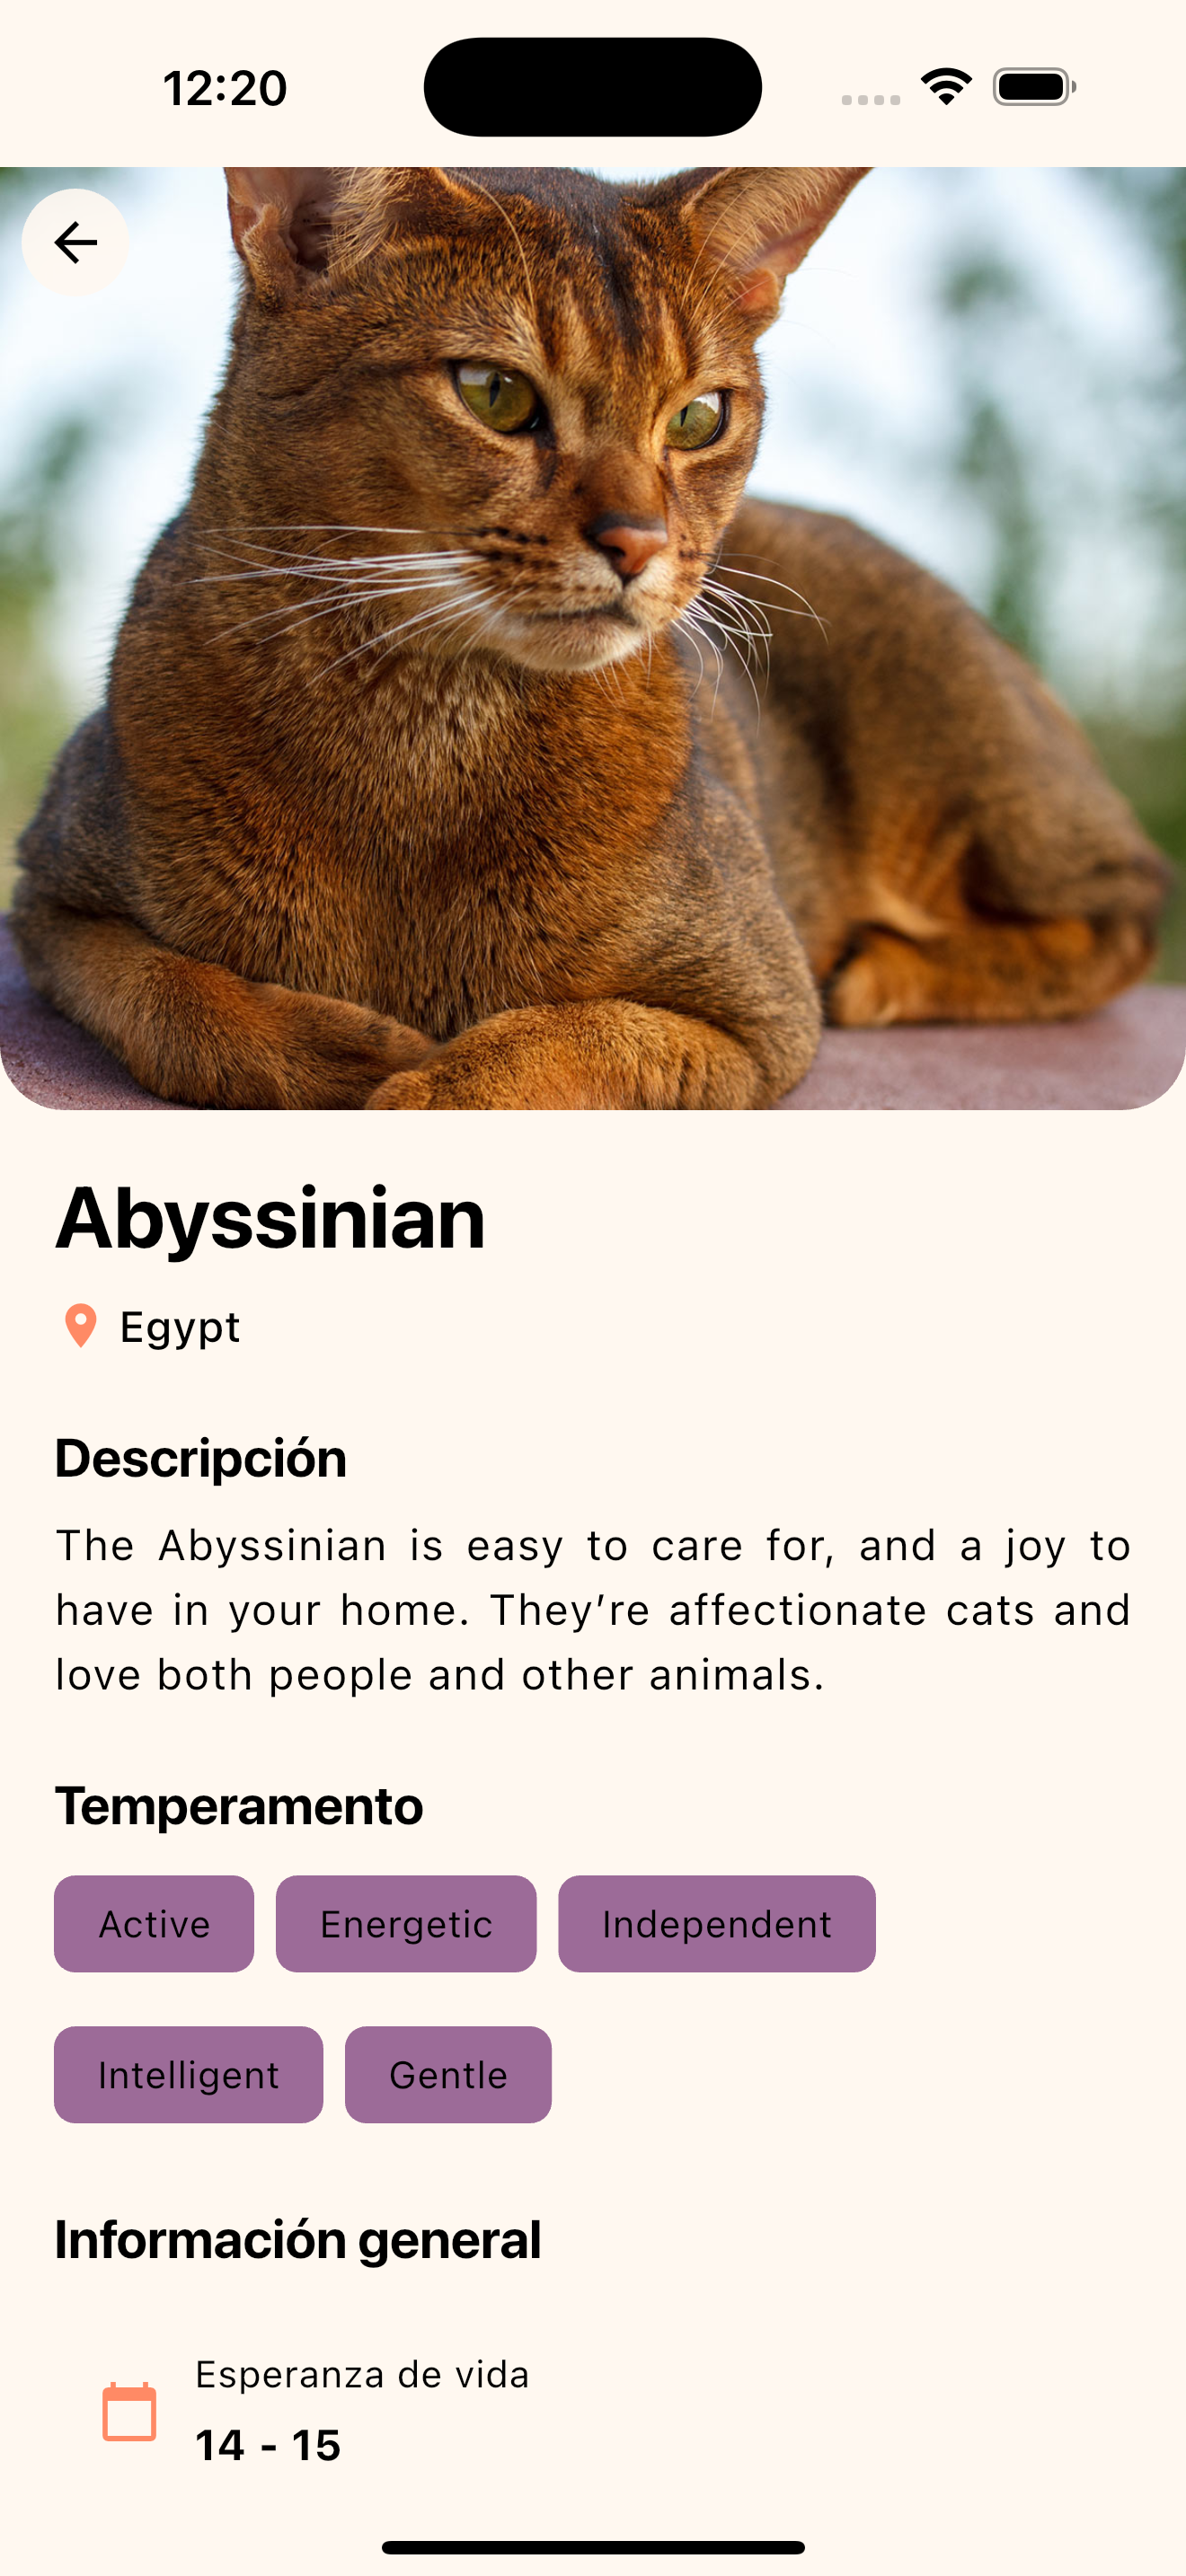 12:20
Abyssinian
Egypt
Descripción
The Abyssinian is easy to care for, and a joy to
have in your home. They’re affectionate cats and
love both people and other animals.
Temperamento
Active Energetic Independent
Intelligent Gentle
Información general
Esperanza de vida
14 - 15